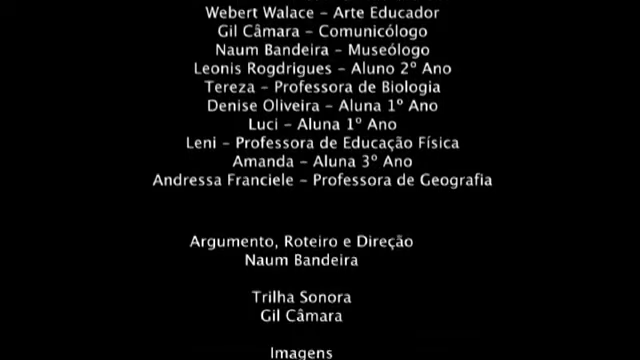 Webert Walace – Arte Educador
Gil Câmara – Comunicólogo
Naum Bandeira – Museólogo
Leonis Rogdrigues – Aluno 2º Ano
Tereza – Professora de Biologia
Denise Oliveira – Aluna 1º Ano
Luci – Aluna 1º Ano
Leni – Professora de Educação Física
Amanda – Aluna 3º Ano
Andressa Franciele – Professora de Geografia
Argumento, Roteiro e Direção
Naum Bandeira
Trilha Sonora
Gil Câmara
Imagens